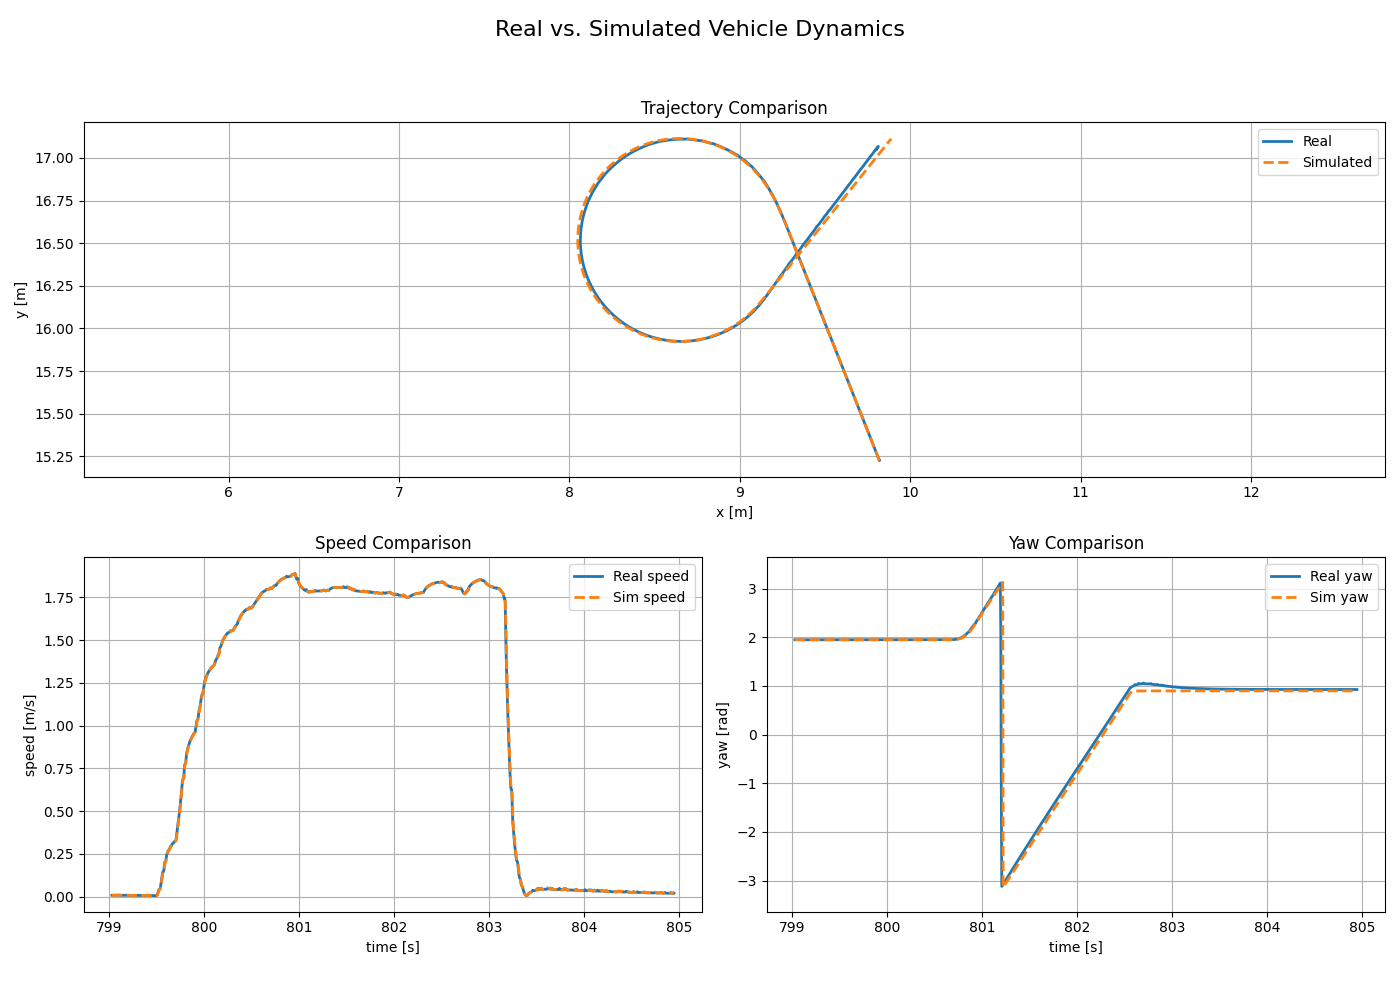 Real vs. Simulated Vehicle Dynamics
Trajectory Comparison
Real
Simulated
17.00
16.75
16.50
16.25
16.00
15.75
15.50
15.25
y [m]
6 7 8 9 10 11 12
x [m]
Speed Comparison
Real speed
Sim speed
1.75
1.50
1.25
1.00
0.75
0.50
0.25
0.00
speed [m/s]
799 800 801 802 803 804 805
time [s]
Yaw Comparison
Real yaw
Sim yaw
3
2
1
0
−1
−2
−3
yaw [rad]
799 800 801 802 803 804 805
time [s]